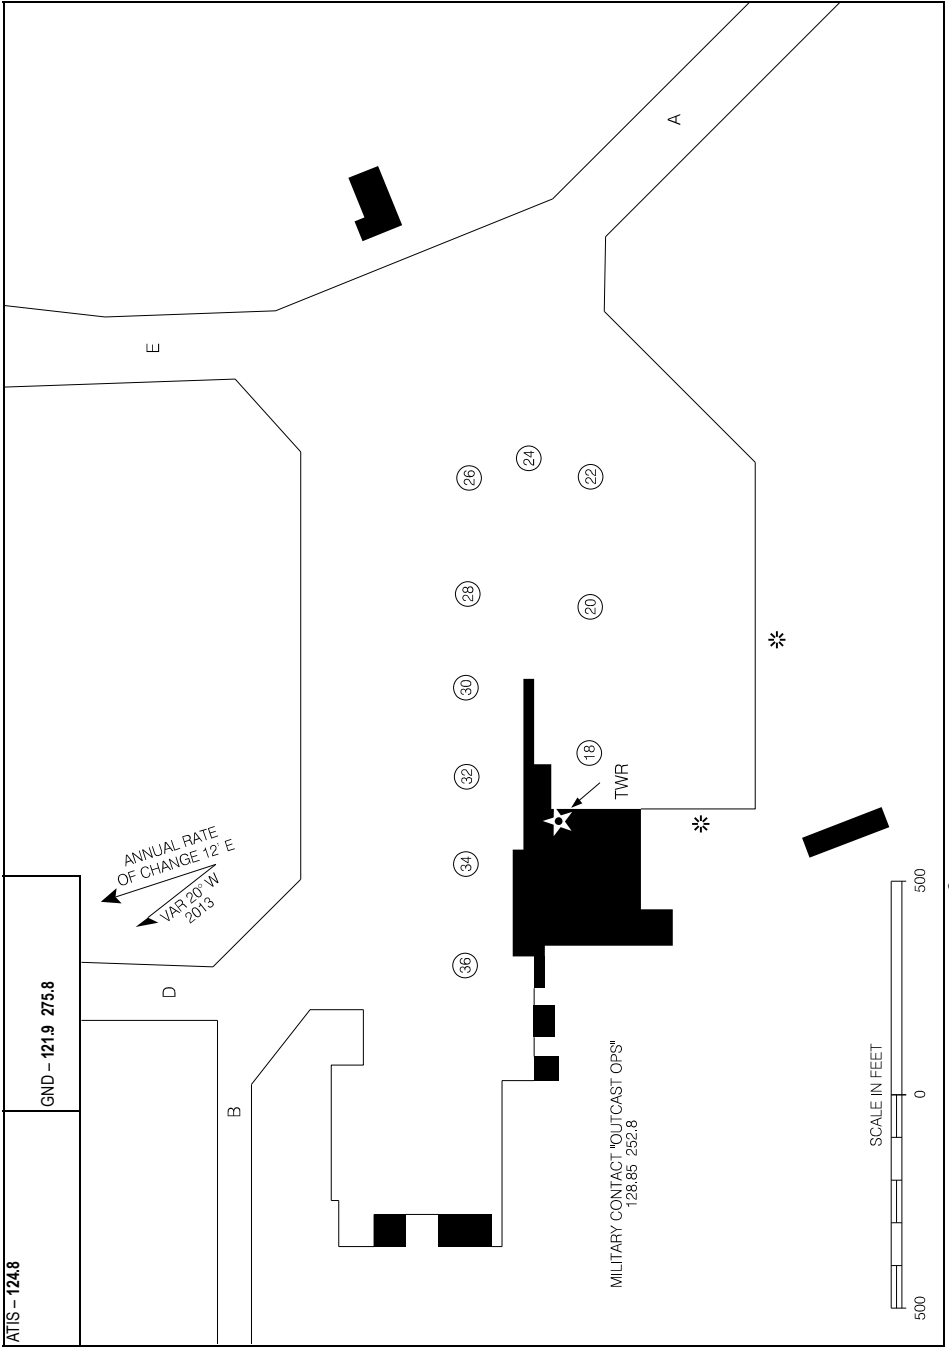 ATIS – 124.8
GND – 121.9 275.8
ANNUAL RATE
OF CHANGE 12' E
VAR 20° W
2013
A
E
D
B
26
24
22
28
20
30
32
18
TWR
34
36
MILITARY CONTACT "OUTCAST OPS"
128.85 252.8
SCALE IN FEET
500
0
500